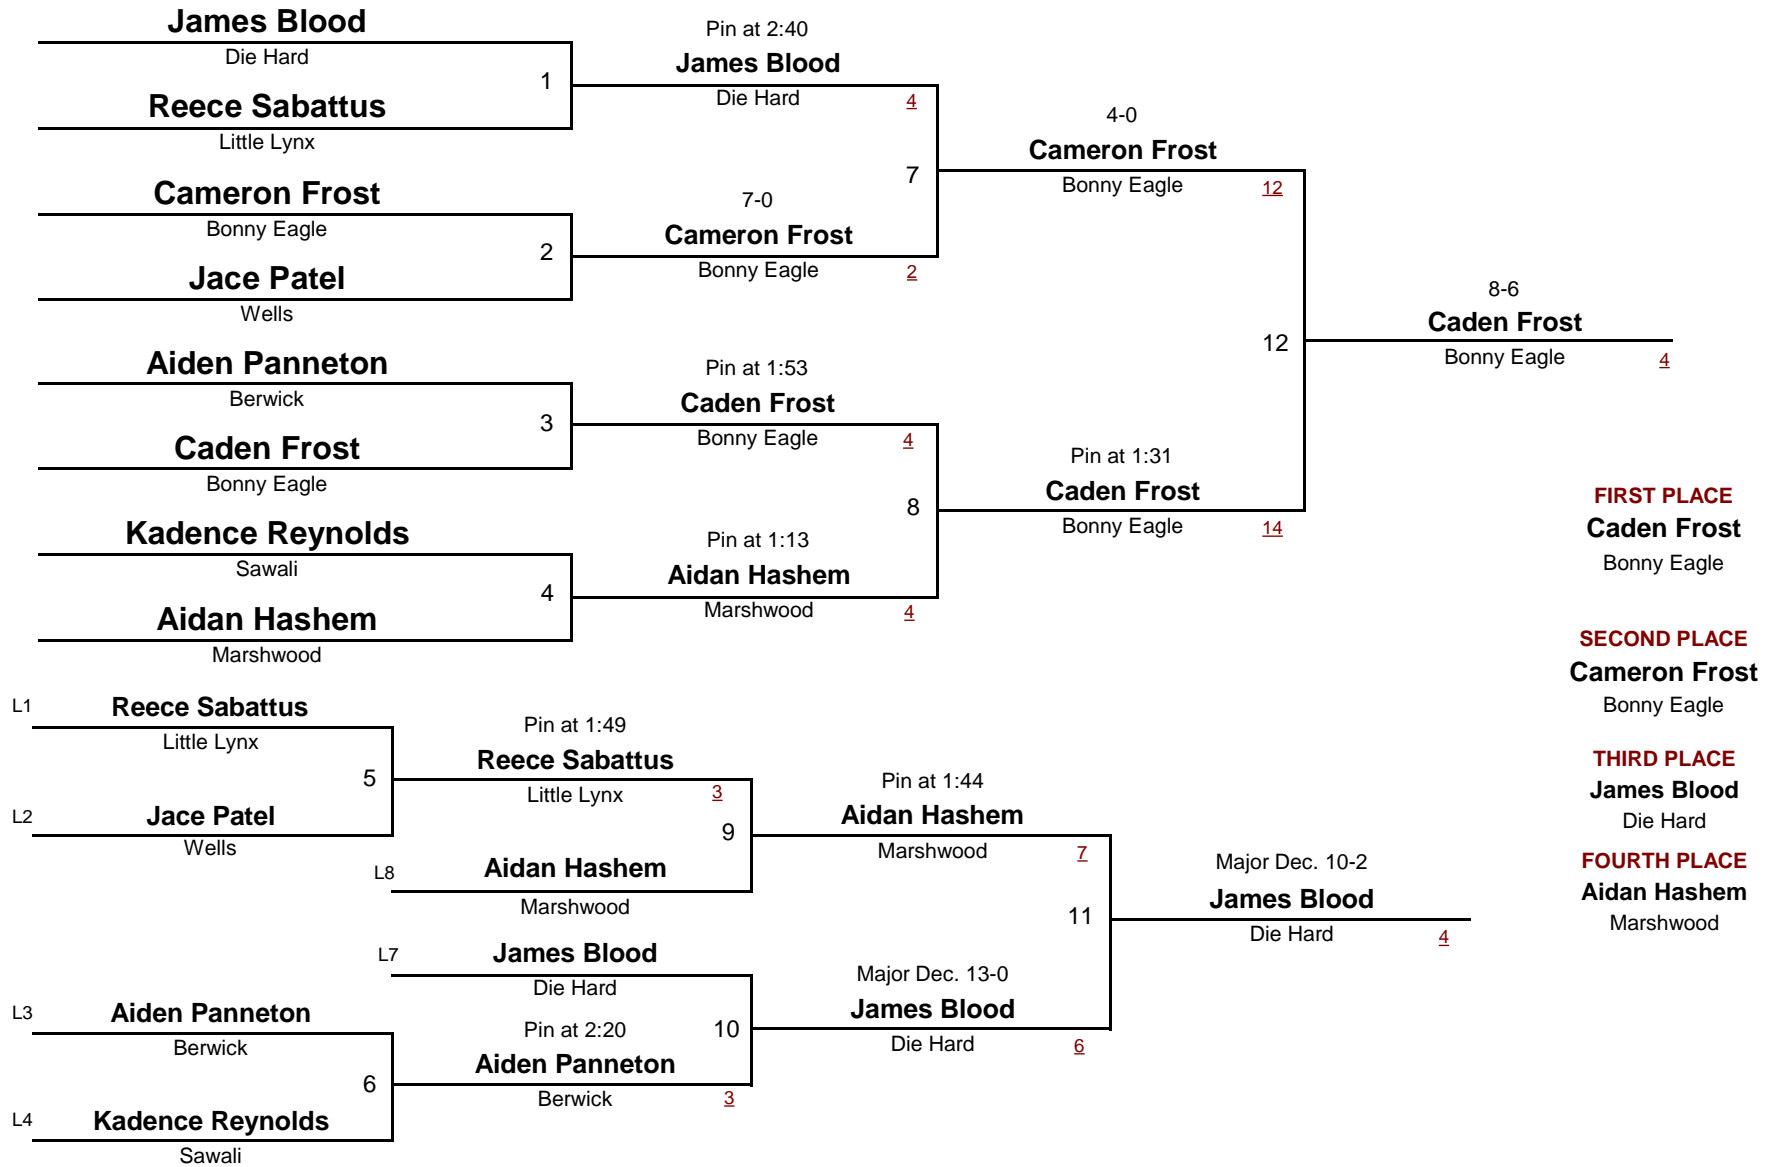 James Blood
Die Hard
1
Reece Sabattus
Little Lynx
Cameron Frost
Bonny Eagle
2
Jace Patel
Wells
Aiden Panneton
Berwick
3
Caden Frost
Bonny Eagle
Kadence Reynolds
Sawali
4
Aidan Hashem
Marshwood
Pin at 2:40
James Blood
Die Hard 4
7
7-0
Cameron Frost
Bonny Eagle 2
Pin at 1:53
Caden Frost
Bonny Eagle 4
8
Pin at 1:13
Aidan Hashem
Marshwood 4
4-0
Cameron Frost
Bonny Eagle 12
12
Pin at 1:31
Caden Frost
Bonny Eagle 14
8-6
Caden Frost
Bonny Eagle 4
FIRST PLACE
Caden Frost
Bonny Eagle
SECOND PLACE
Cameron Frost
Bonny Eagle
THIRD PLACE
James Blood
Die Hard
FOURTH PLACE
Aidan Hashem
Marshwood
L1 Reece Sabattus
Little Lynx
5
L2 Jace Patel
Wells
Pin at 1:49
Reece Sabattus
Little Lynx 3
9
L8 Aidan Hashem
Marshwood
L7 James Blood
Die Hard
10
Pin at 2:20
Aiden Panneton
Berwick 3
L3 Aiden Panneton
Berwick
6
L4 Kadence Reynolds
Sawali
Pin at 1:44
Aidan Hashem
Marshwood 7
11
Major Dec. 13-0
James Blood
Die Hard 6
Major Dec. 10-2
James Blood
Die Hard 4